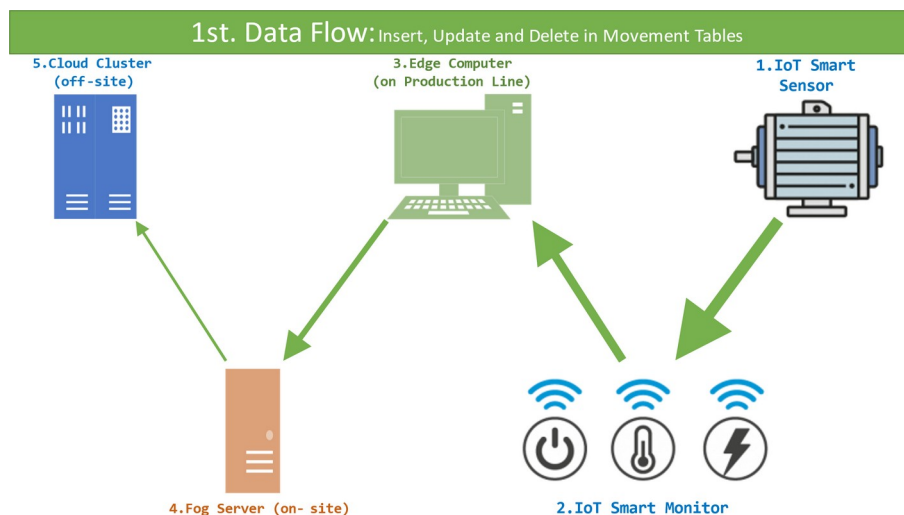 1st. Data Flow: Insert, Update and Delete in Movement Tables
5.Cloud Cluster
(off-site)
3.Edge Computer
(on Production Line)
1.IoT Smart
Sensor
4.Fog Server (on- site)
2.IoT Smart Monitor